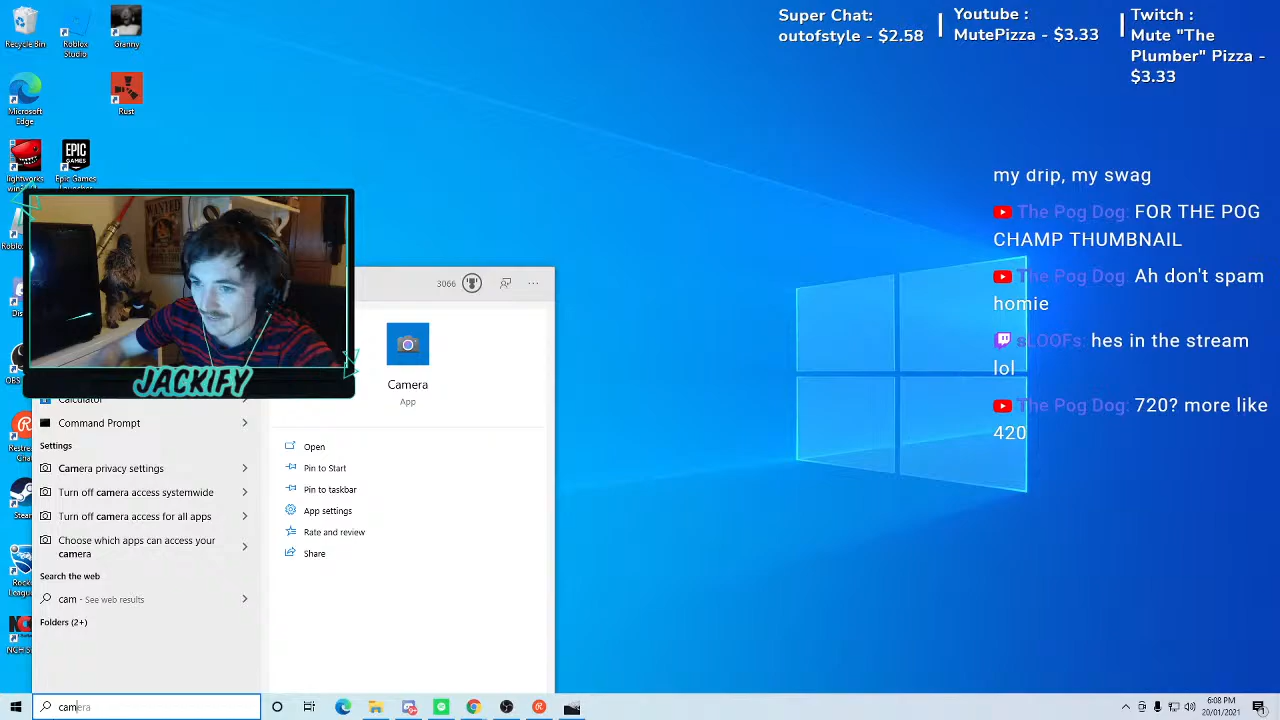 Super Chat:
outofstyle - $2.58
Youtube :
MutePizza - $3.33
Twitch :
Mute "The
Plumber" Pizza -
$3.33
Recycle Bin
Roblox
Studio
Granny
Microsoft
Edge
Rust
lightworks
EPIC
GAMES
Epic Games
WANTED
JACKIFY
my drip, my swag
The Pog Dog: FOR THE POG
CHAMP THUMBNAIL
The Pog Dog: Ah don't spam
homie
sLOOFs: hes in the stream
lol
The Pog Dog: 720? more like
420
3066
Camera
App
Open
Pin to Start
Pin to taskbar
App settings
Rate and review
Share
Calculator
Command Prompt
Settings
Camera privacy settings
Turn off camera access systemwide
Turn off camera access for all apps
Choose which apps can access your
camera
Search the web
cam - See web results
Folders (2+)
camera
6:08 PM
20/01/2021